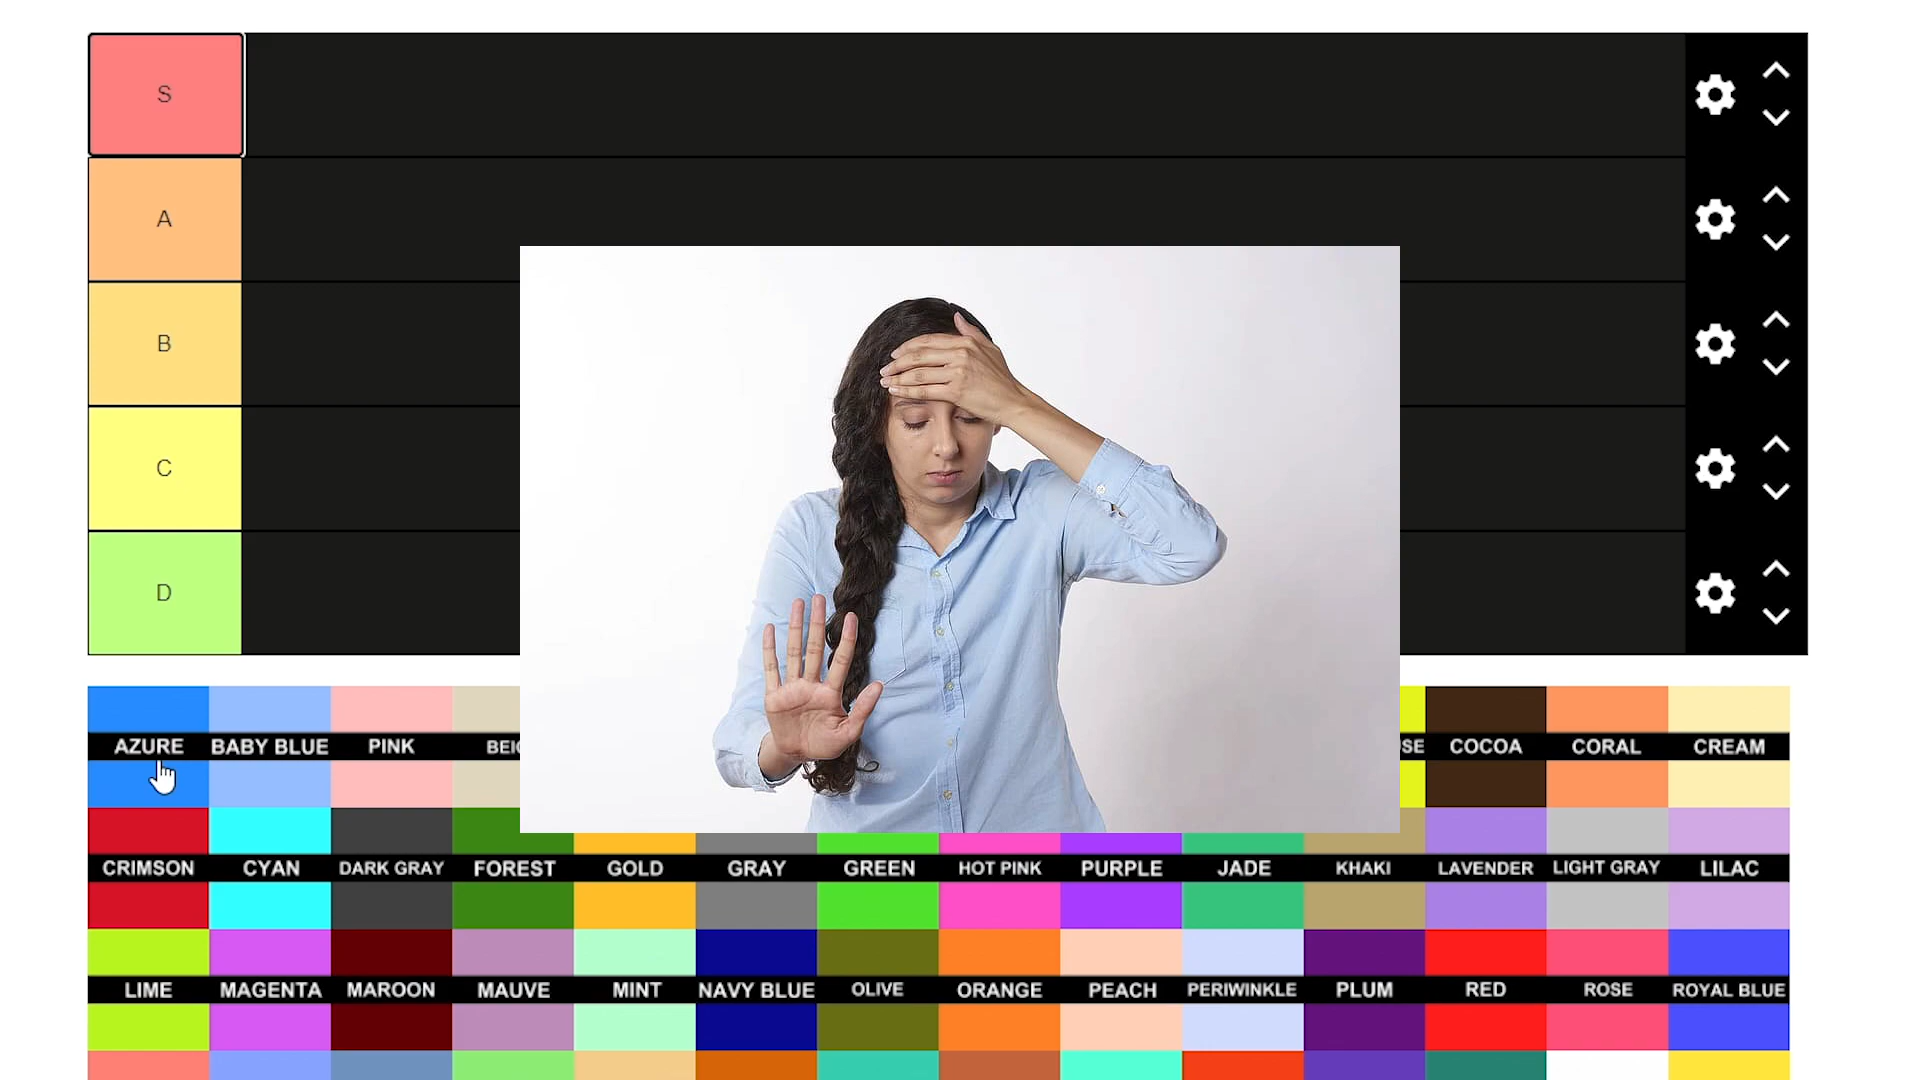 S
A
B
C
D
AZURE BABY BLUE PINK COCOA CORAL CREAM
CRIMSON CYAN DARK GRAY FOREST GOLD GRAY GREEN HOT PINK PURPLE JADE KHAKI LAVENDER LIGHT GRAY LILAC
LIME MAGENTA MAROON MAUVE MINT NAVY BLUE OLIVE ORANGE PEACH PERIWINKLE PLUM RED ROSE ROYAL BLUE